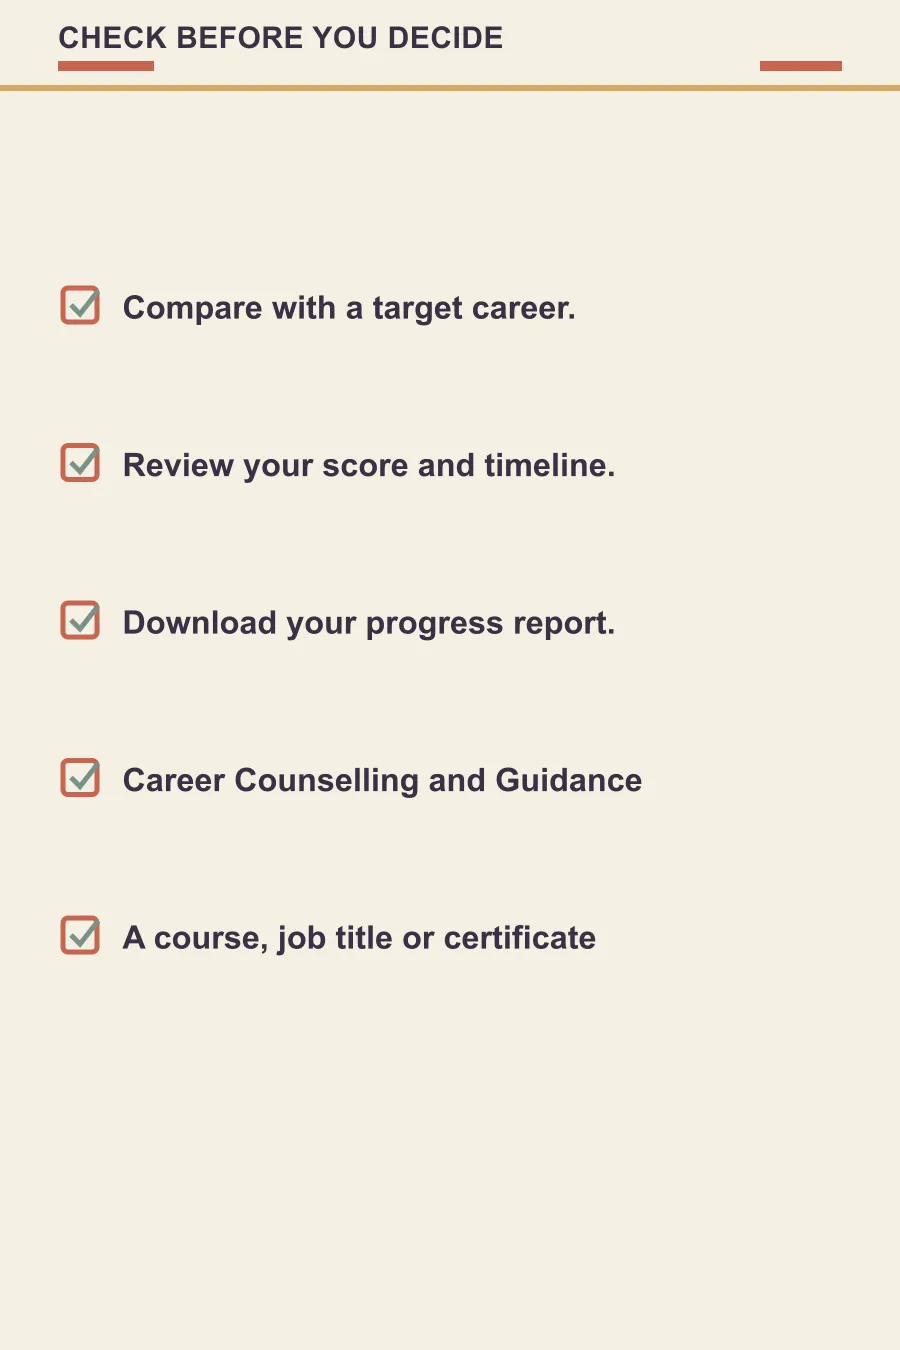 CHECK BEFORE YOU DECIDE
Compare with a target career.
Review your score and timeline.
Download your progress report.
Career Counselling and Guidance
A course, job title or certificate